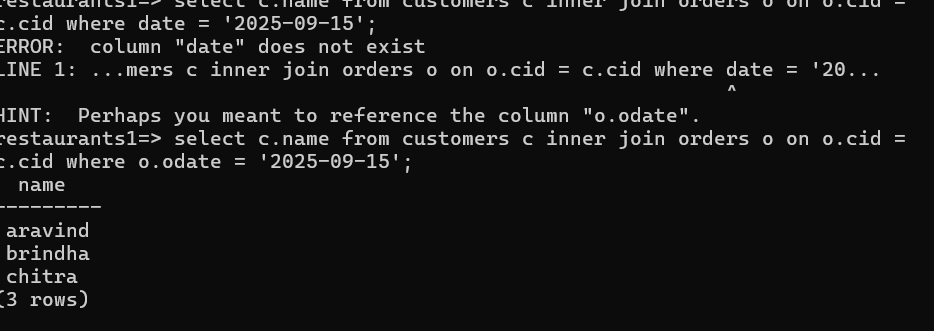 restaurants1=> select c.name from customers c inner join orders o on o.cid =
c.cid where date = '2025-09-15';
ERROR:  column "date" does not exist
LINE 1: ...mers c inner join orders o on o.cid = c.cid where date = '20...
                                                             ^
HINT:  Perhaps you meant to reference the column "o.odate".
restaurants1=> select c.name from customers c inner join orders o on o.cid =
c.cid where o.odate = '2025-09-15';
  name
---------
 aravind
 brindha
 chitra
(3 rows)